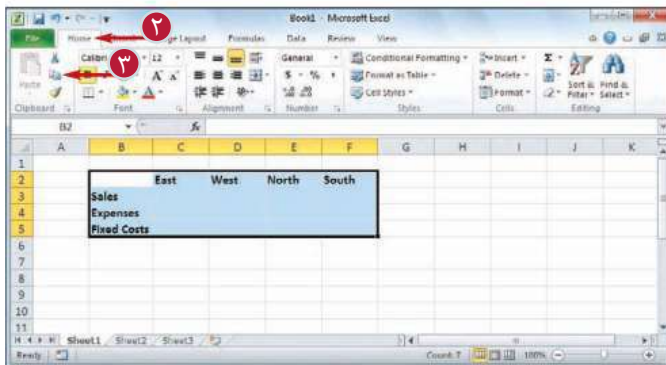 Book1 - Microsoft Excel
File Home Page Layout Formulas Data Review View
٢
٣
Calibri 12 General Conditional Formatting Insert Σ
Paste B A A $ % , Format as Table Delete Sort & Find &
A Cell Styles Format Filter Select
Clipboard Font Alignment Number Styles Cells Editing
B2 fx
A B C D E F G H I J K
1
2 East West North South
3 Sales
4 Expenses
5 Fixed Costs
6
7
8
9
10
11
Sheet1 Sheet2 Sheet3
Ready Count: 7 100%